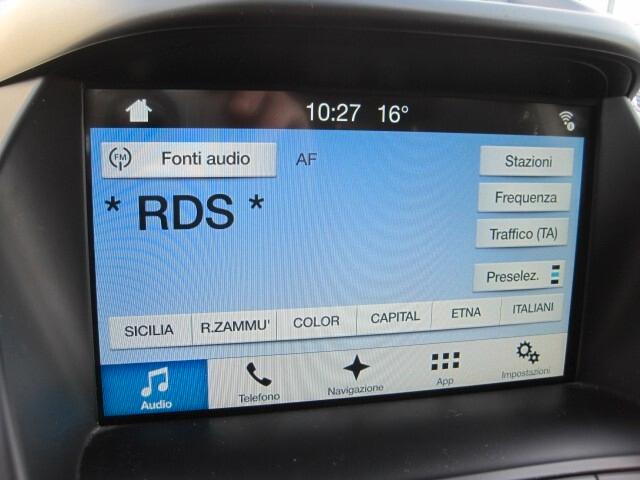 10:27 16°
FM Fonti audio AF
Stazioni
* RDS *
Frequenza
Traffico (TA)
Preselez.
SICILIA R.ZAMMU' COLOR CAPITAL ETNA ITALIANI
Audio Telefono Navigazione App Impostazioni